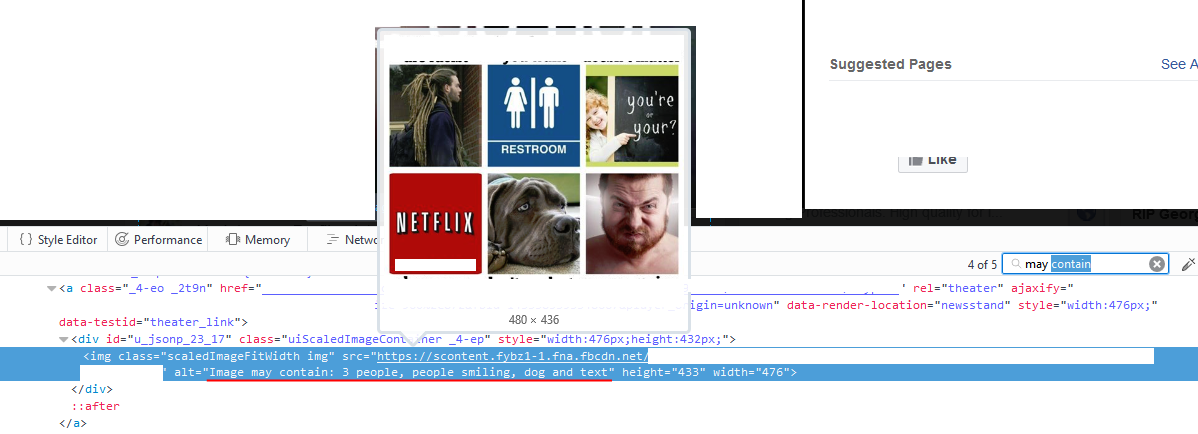 Suggested Pages
See A
you're
or
your?
RESTROOM
NETFLIX
Like
RIP Georg
Style Editor
Performance
Memory
Netwo
4 of 5
may contain
<a class="_4-eo _2t9n" href="
" rel="theater" ajaxify="
origin=unknown" data-render-location="newsstand" style="width:476px;"
data-testid="theater_link">
480 × 436
<div id="u_jsonp_23_17" class="uiScaledImageContainer _4-ep" style="width:476px;height:432px;">
<img class="scaledImageFitWidth img" src="https://scontent.fybz1-1.fna.fbcdn.net/
" alt="Image may contain: 3 people, people smiling, dog and text" height="433" width="476">
</div>
::after
</a>